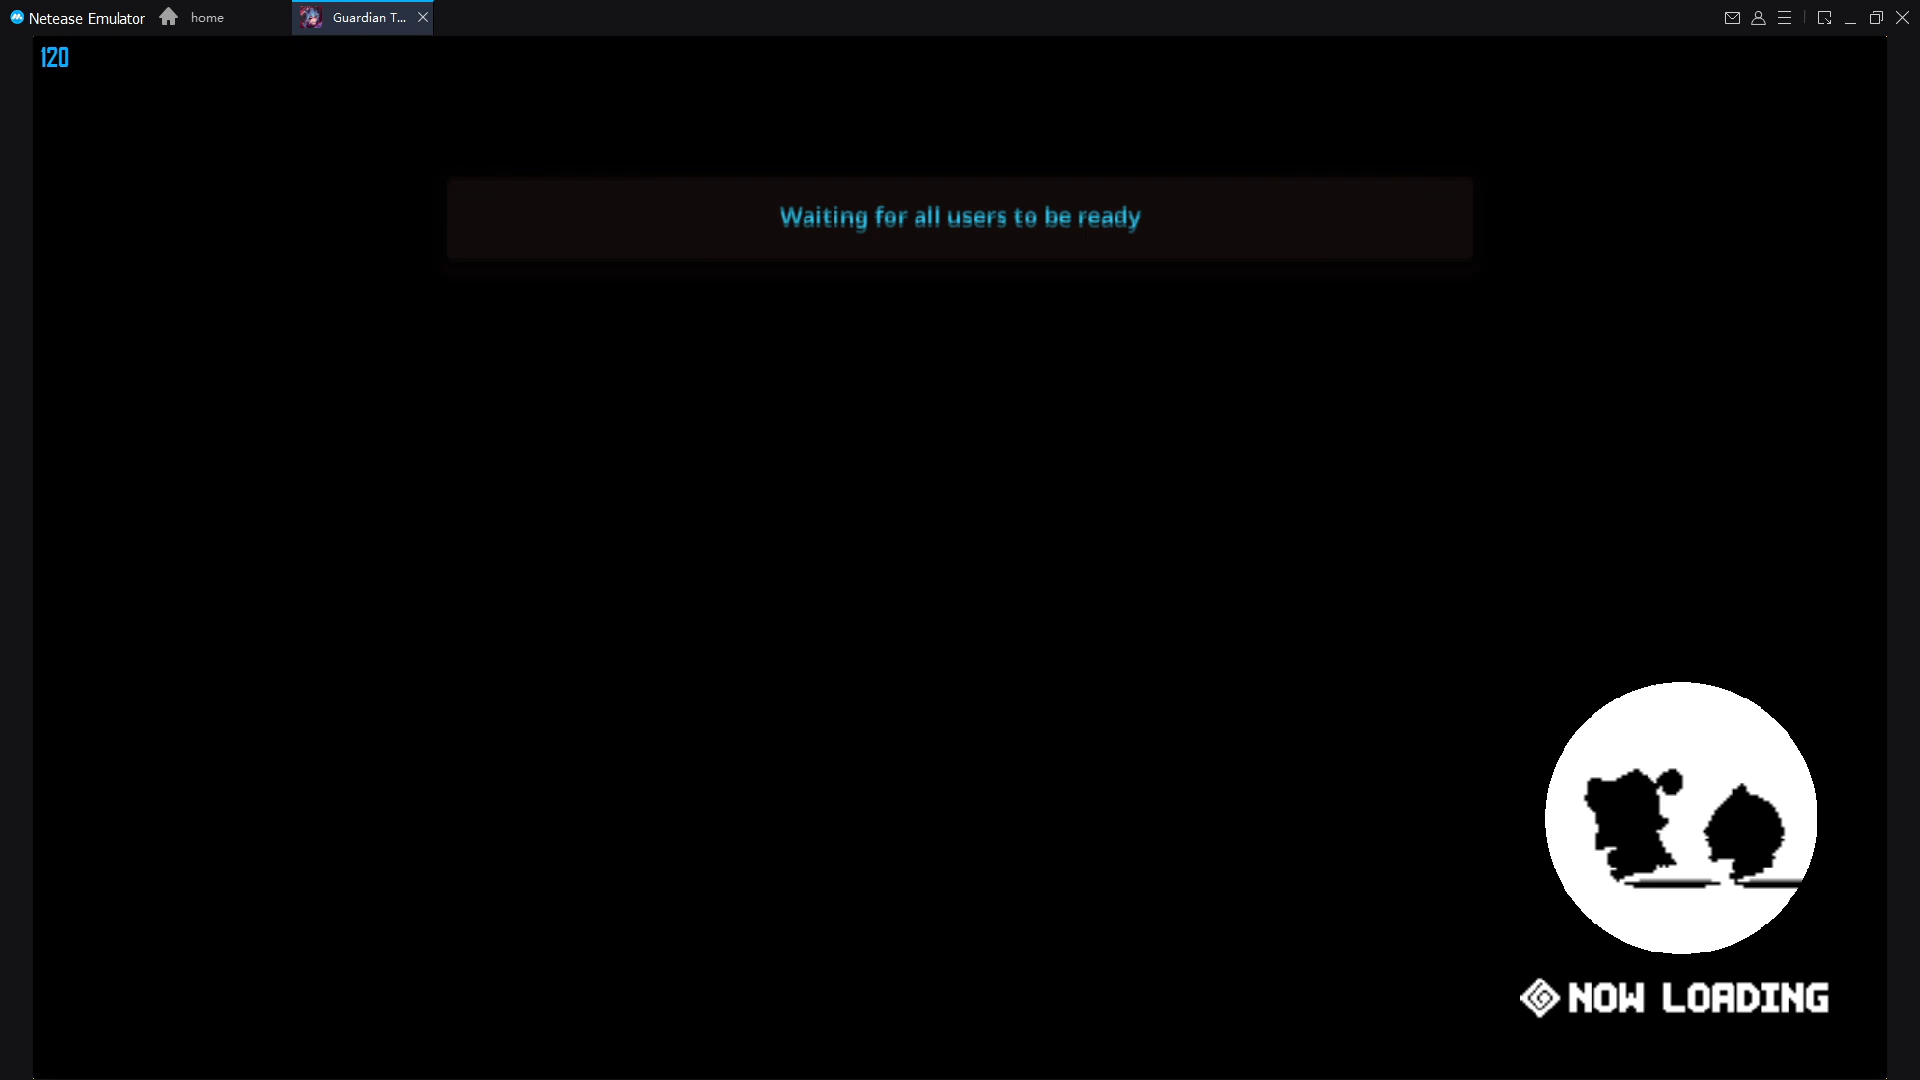 Netease Emulator
home
Guardian T...
120
Waiting for all users to be ready
NOW LOADING